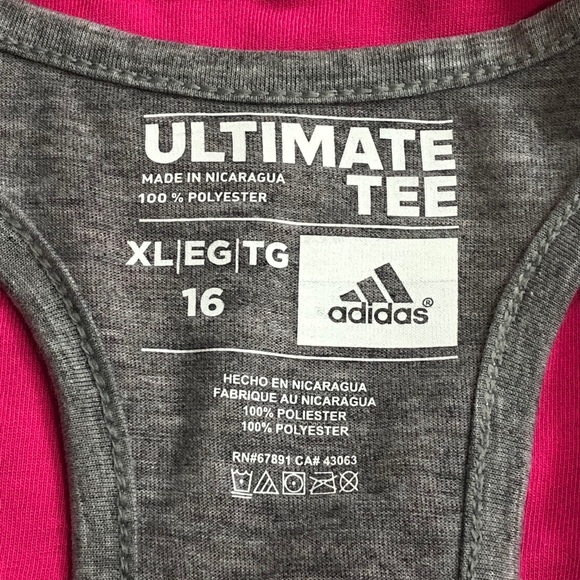 ULTIMATE
MADE IN NICARAGUA
100 % POLYESTER
TEE
XL|EG|TG
16
adidas®
HECHO EN NICARAGUA
FABRIQUE AU NICARAGUA
100% POLIESTER
100% POLYESTER
RN#67891 CA# 43063